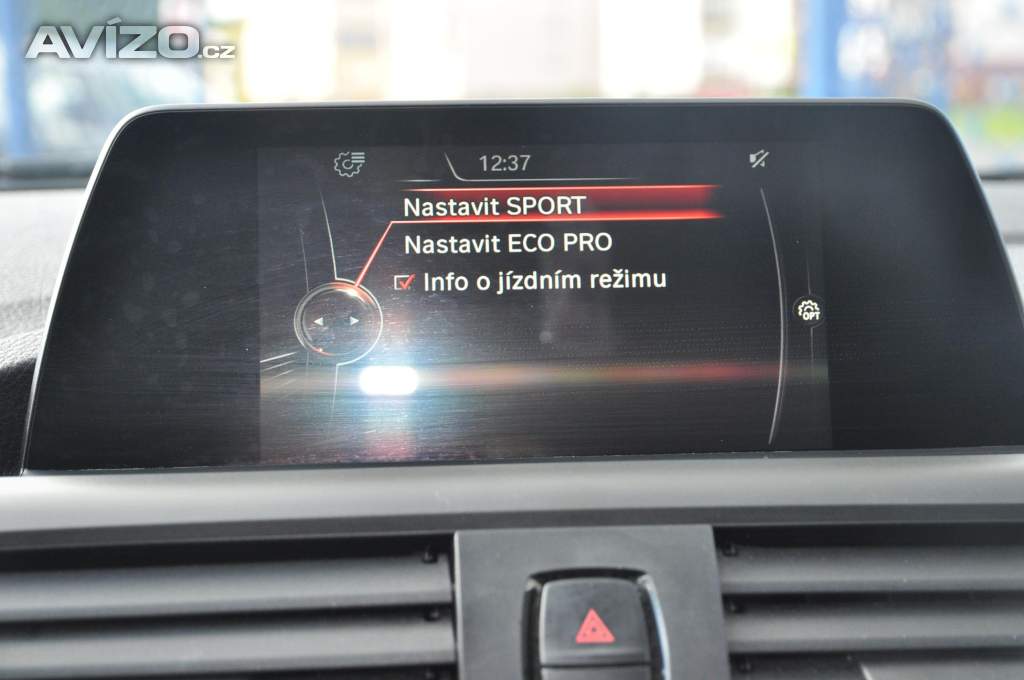 AVÍZO.cz
12:37
Nastavit SPORT
Nastavit ECO PRO
Info o jízdním režimu
OPT